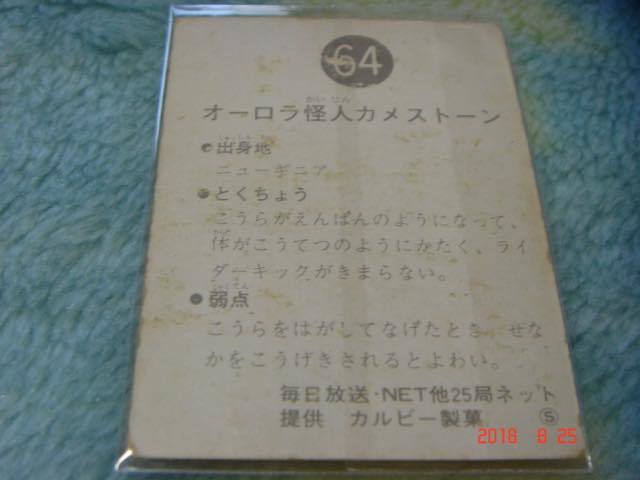 64
オーロラ怪人カメストーン
かいじん
●出身地
ニューギニア
●とくちょう
こうらがえんばんのようになって、
体がこうてつのようにかたく、ライ
ダーキックがきまらない。
●弱点
こうらをはがしてなげたとき、せな
かをこうげきされるとよわい。
毎日放送・NET他25局ネット
提供 カルビー製菓 Ⓢ
2018 8 25